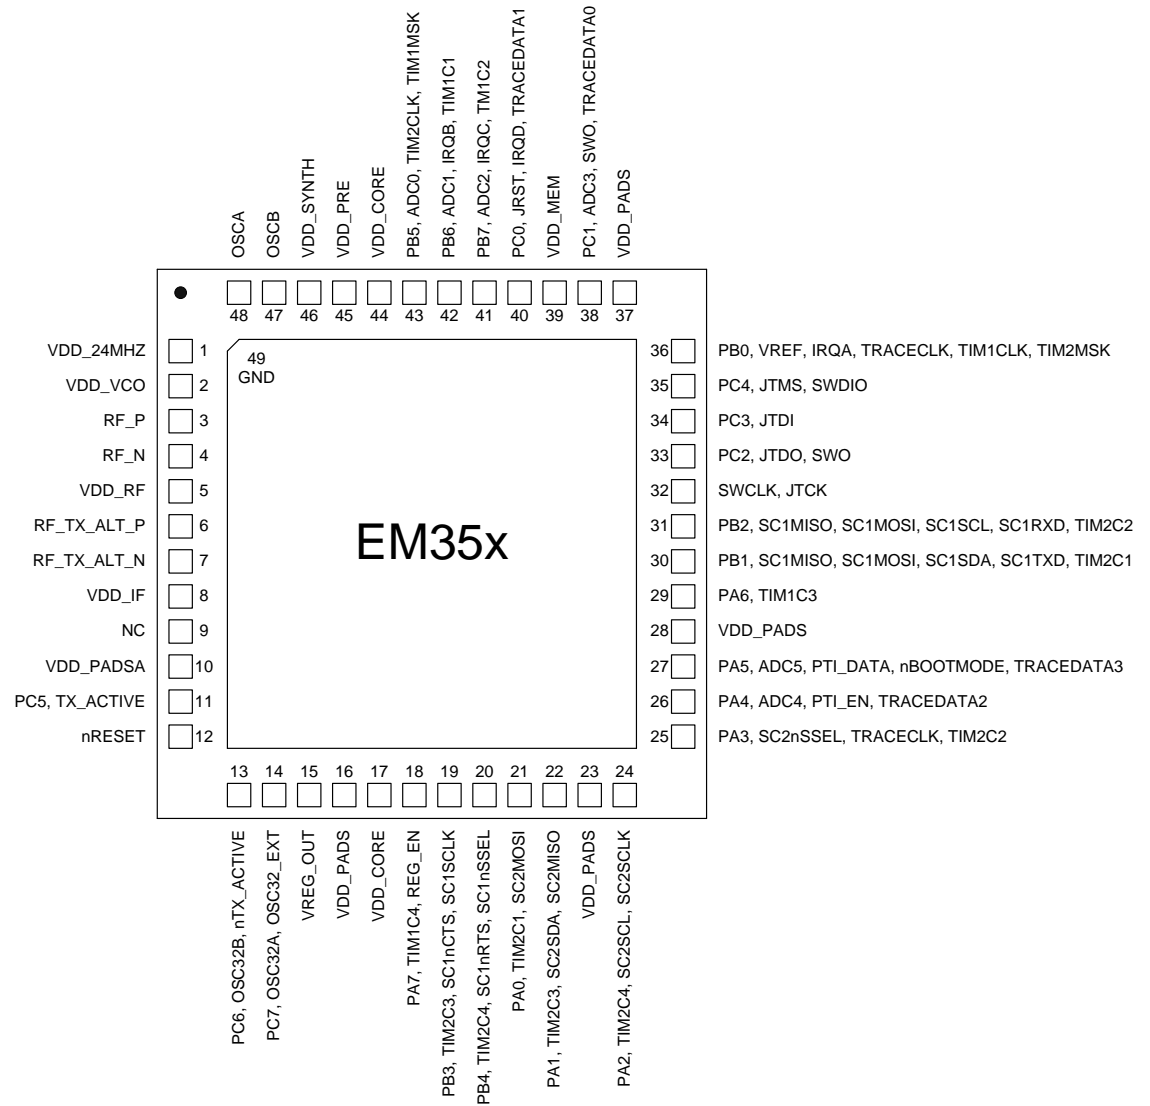 OSCA
OSCB
VDD_SYNTH
VDD_PRE
VDD_CORE
PB5, ADC0, TIM2CLK, TIM1MSK
PB6, ADC1, IRQB, TIM1C1
PB7, ADC2, IRQC, TM1C2
PC0, JRST, IRQD, TRACEDATA1
VDD_MEM
PC1, ADC3, SWO, TRACEDATA0
VDD_PADS
48
47
46
45
44
43
42
41
40
39
38
37
VDD_24MHZ 1
VDD_VCO 2
RF_P 3
RF_N 4
VDD_RF 5
RF_TX_ALT_P 6
RF_TX_ALT_N 7
VDD_IF 8
NC 9
VDD_PADSA 10
PC5, TX_ACTIVE 11
nRESET 12
49
GND
EM35x
36 PB0, VREF, IRQA, TRACECLK, TIM1CLK, TIM2MSK
35 PC4, JTMS, SWDIO
34 PC3, JTDI
33 PC2, JTDO, SWO
32 SWCLK, JTCK
31 PB2, SC1MISO, SC1MOSI, SC1SCL, SC1RXD, TIM2C2
30 PB1, SC1MISO, SC1MOSI, SC1SDA, SC1TXD, TIM2C1
29 PA6, TIM1C3
28 VDD_PADS
27 PA5, ADC5, PTI_DATA, nBOOTMODE, TRACEDATA3
26 PA4, ADC4, PTI_EN, TRACEDATA2
25 PA3, SC2nSSEL, TRACECLK, TIM2C2
13
14
15
16
17
18
19
20
21
22
23
24
PC6, OSC32B, nTX_ACTIVE
PC7, OSC32A, OSC32_EXT
VREG_OUT
VDD_PADS
VDD_CORE
PA7, TIM1C4, REG_EN
PB3, TIM2C3, SC1nCTS, SC1SCLK
PB4, TIM2C4, SC1nRTS, SC1nSSEL
PA0, TIM2C1, SC2MOSI
PA1, TIM2C3, SC2SDA, SC2MISO
VDD_PADS
PA2, TIM2C4, SC2SCL, SC2SCLK